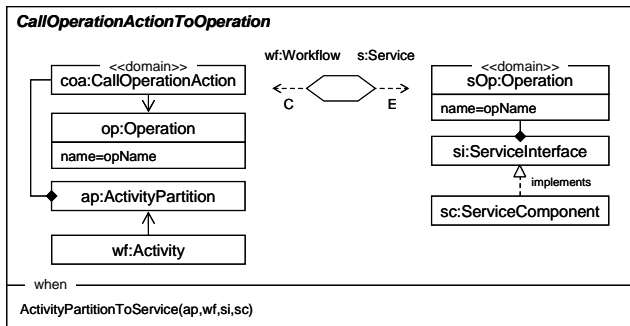 CallOperationActionToOperation
<<domain>>
coa:CallOperationAction
op:Operation
name=opName
ap:ActivityPartition
wf:Activity
wf:Workflow s:Service
C E
<<domain>>
sOp:Operation
name=opName
si:ServiceInterface
implements
sc:ServiceComponent
when
ActivityPartitionToService(ap,wf,si,sc)